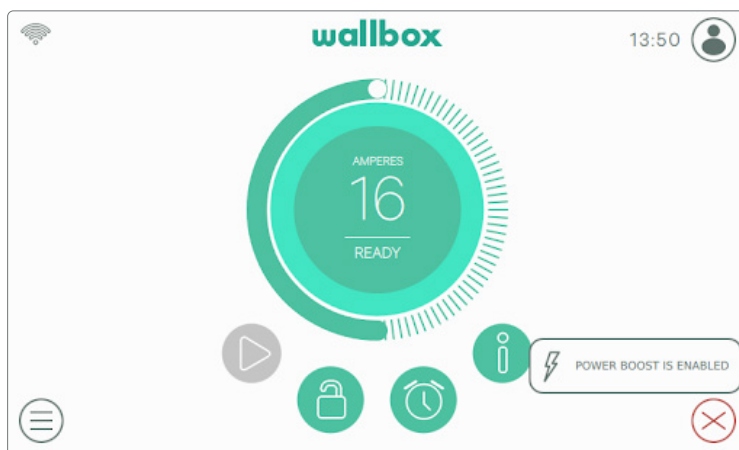 wallbox
13:50
AMPERES
16
READY
POWER BOOST IS ENABLED